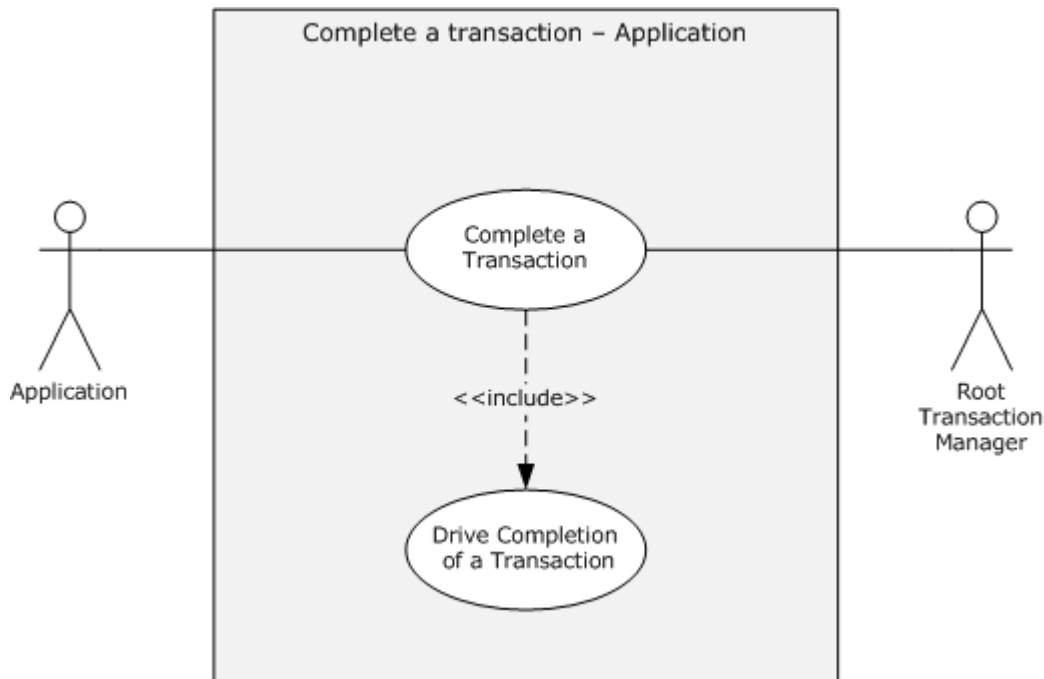 Complete a transaction – Application
Complete a
Transaction
Application
<<include>>
Root
Transaction
Manager
Drive Completion
of a Transaction